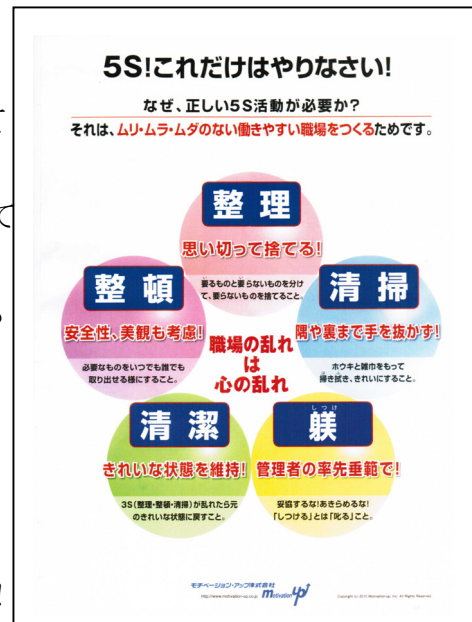 5S!これだけはやりなさい!
なぜ、正しい5S活動が必要か?
それは、ムリ・ムラ・ムダのない働きやすい職場をつくるためです。
整理
思い切って捨てる!
要るものと要らないものを分け
て、要らないものを捨てること。
整頓
安全性、美観も考慮!
必要なものをいつでも誰でも
取り出せる様にすること。
清掃
隅や裏まで手を抜かず!
ホウキと雑巾をもって
掃き拭き、きれいにすること。
職場の乱れ
は
心の乱れ
清潔
きれいな状態を維持!
3S(整理・整頓・清掃)が乱れたら元
のきれいな状態に戻すこと。
しつけ
躾
管理者の率先垂範で!
妥協するな!あきらめるな!
「しつける」とは「叱る」こと。
モチベーション・アップ株式会社
http://www.motivation-up.co.jp
motivation up